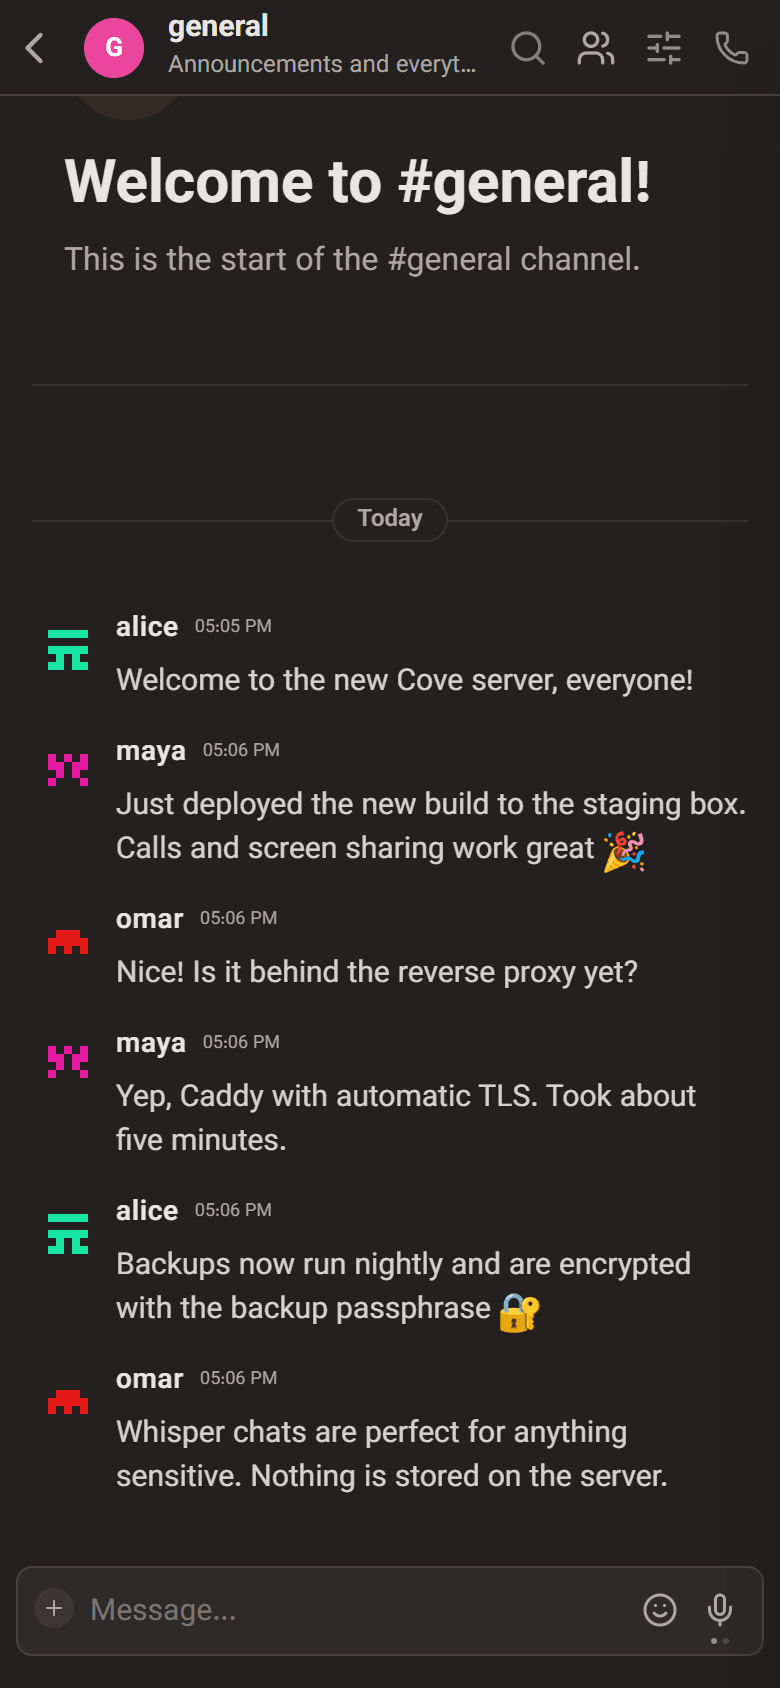 G
general
Announcements and everyt...
Welcome to #general!
This is the start of the #general channel.
Today
alice 05:05 PM
Welcome to the new Cove server, everyone!
maya 05:06 PM
Just deployed the new build to the staging box.
Calls and screen sharing work great 🎉
omar 05:06 PM
Nice! Is it behind the reverse proxy yet?
maya 05:06 PM
Yep, Caddy with automatic TLS. Took about
five minutes.
alice 05:06 PM
Backups now run nightly and are encrypted
with the backup passphrase 🔐
omar 05:06 PM
Whisper chats are perfect for anything
sensitive. Nothing is stored on the server.
Message...